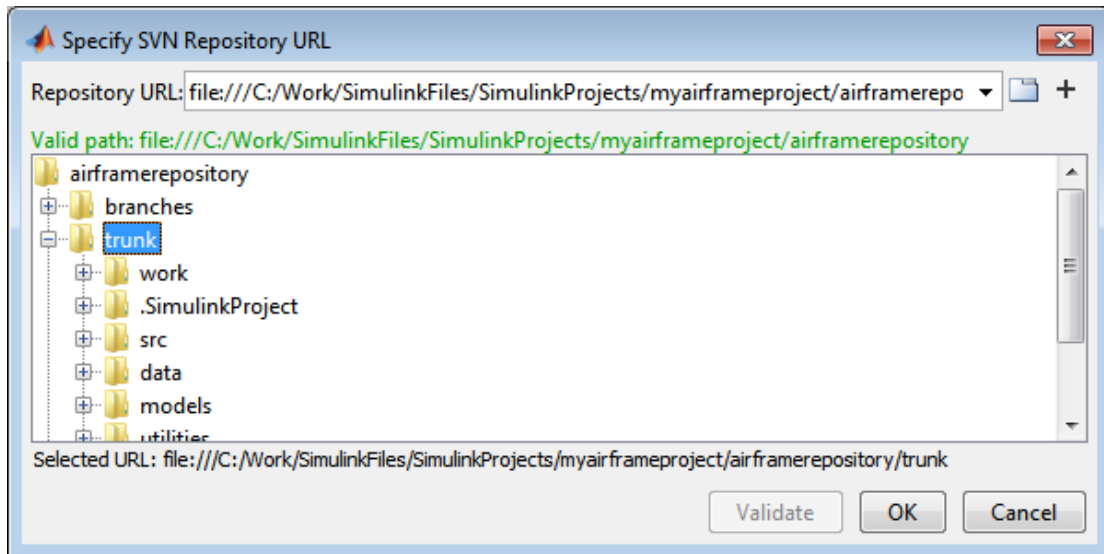 Specify SVN Repository URL
Repository URL: file:///C:/Work/SimulinkFiles/SimulinkProjects/myairframeproject/airframerepo
Valid path: file:///C:/Work/SimulinkFiles/SimulinkProjects/myairframeproject/airframerepository
airframerepository
branches
trunk
work
.SimulinkProject
src
data
models
utilities
Selected URL: file:///C:/Work/SimulinkFiles/SimulinkProjects/myairframeproject/airframerepository/trunk
Validate OK Cancel